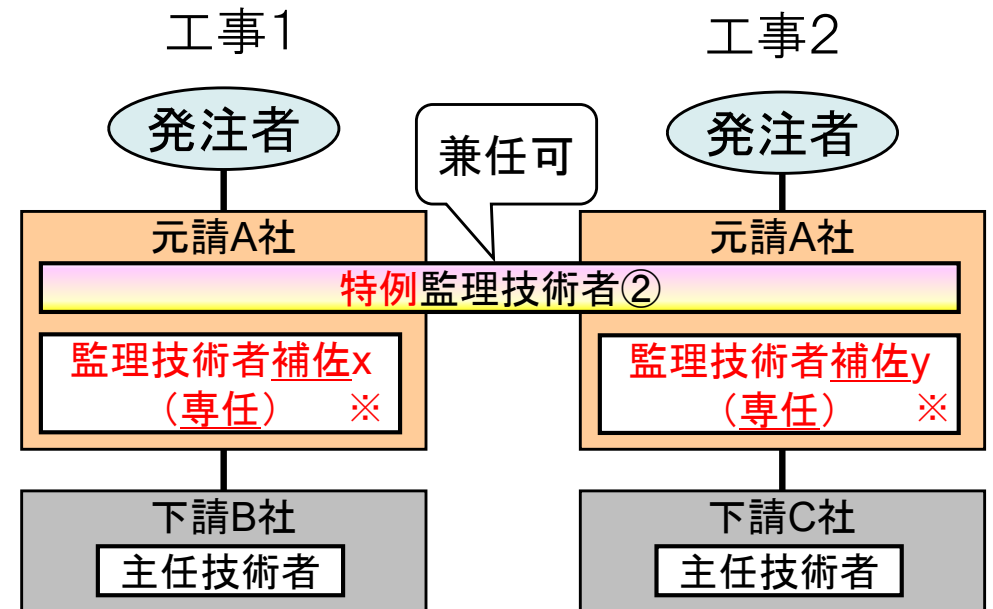 工事1
工事2
発注者
兼任可
発注者
元請A社
元請A社
特例監理技術者②
監理技術者補佐x
（専任） ※
監理技術者補佐y
（専任） ※
下請B社
主任技術者
下請C社
主任技術者